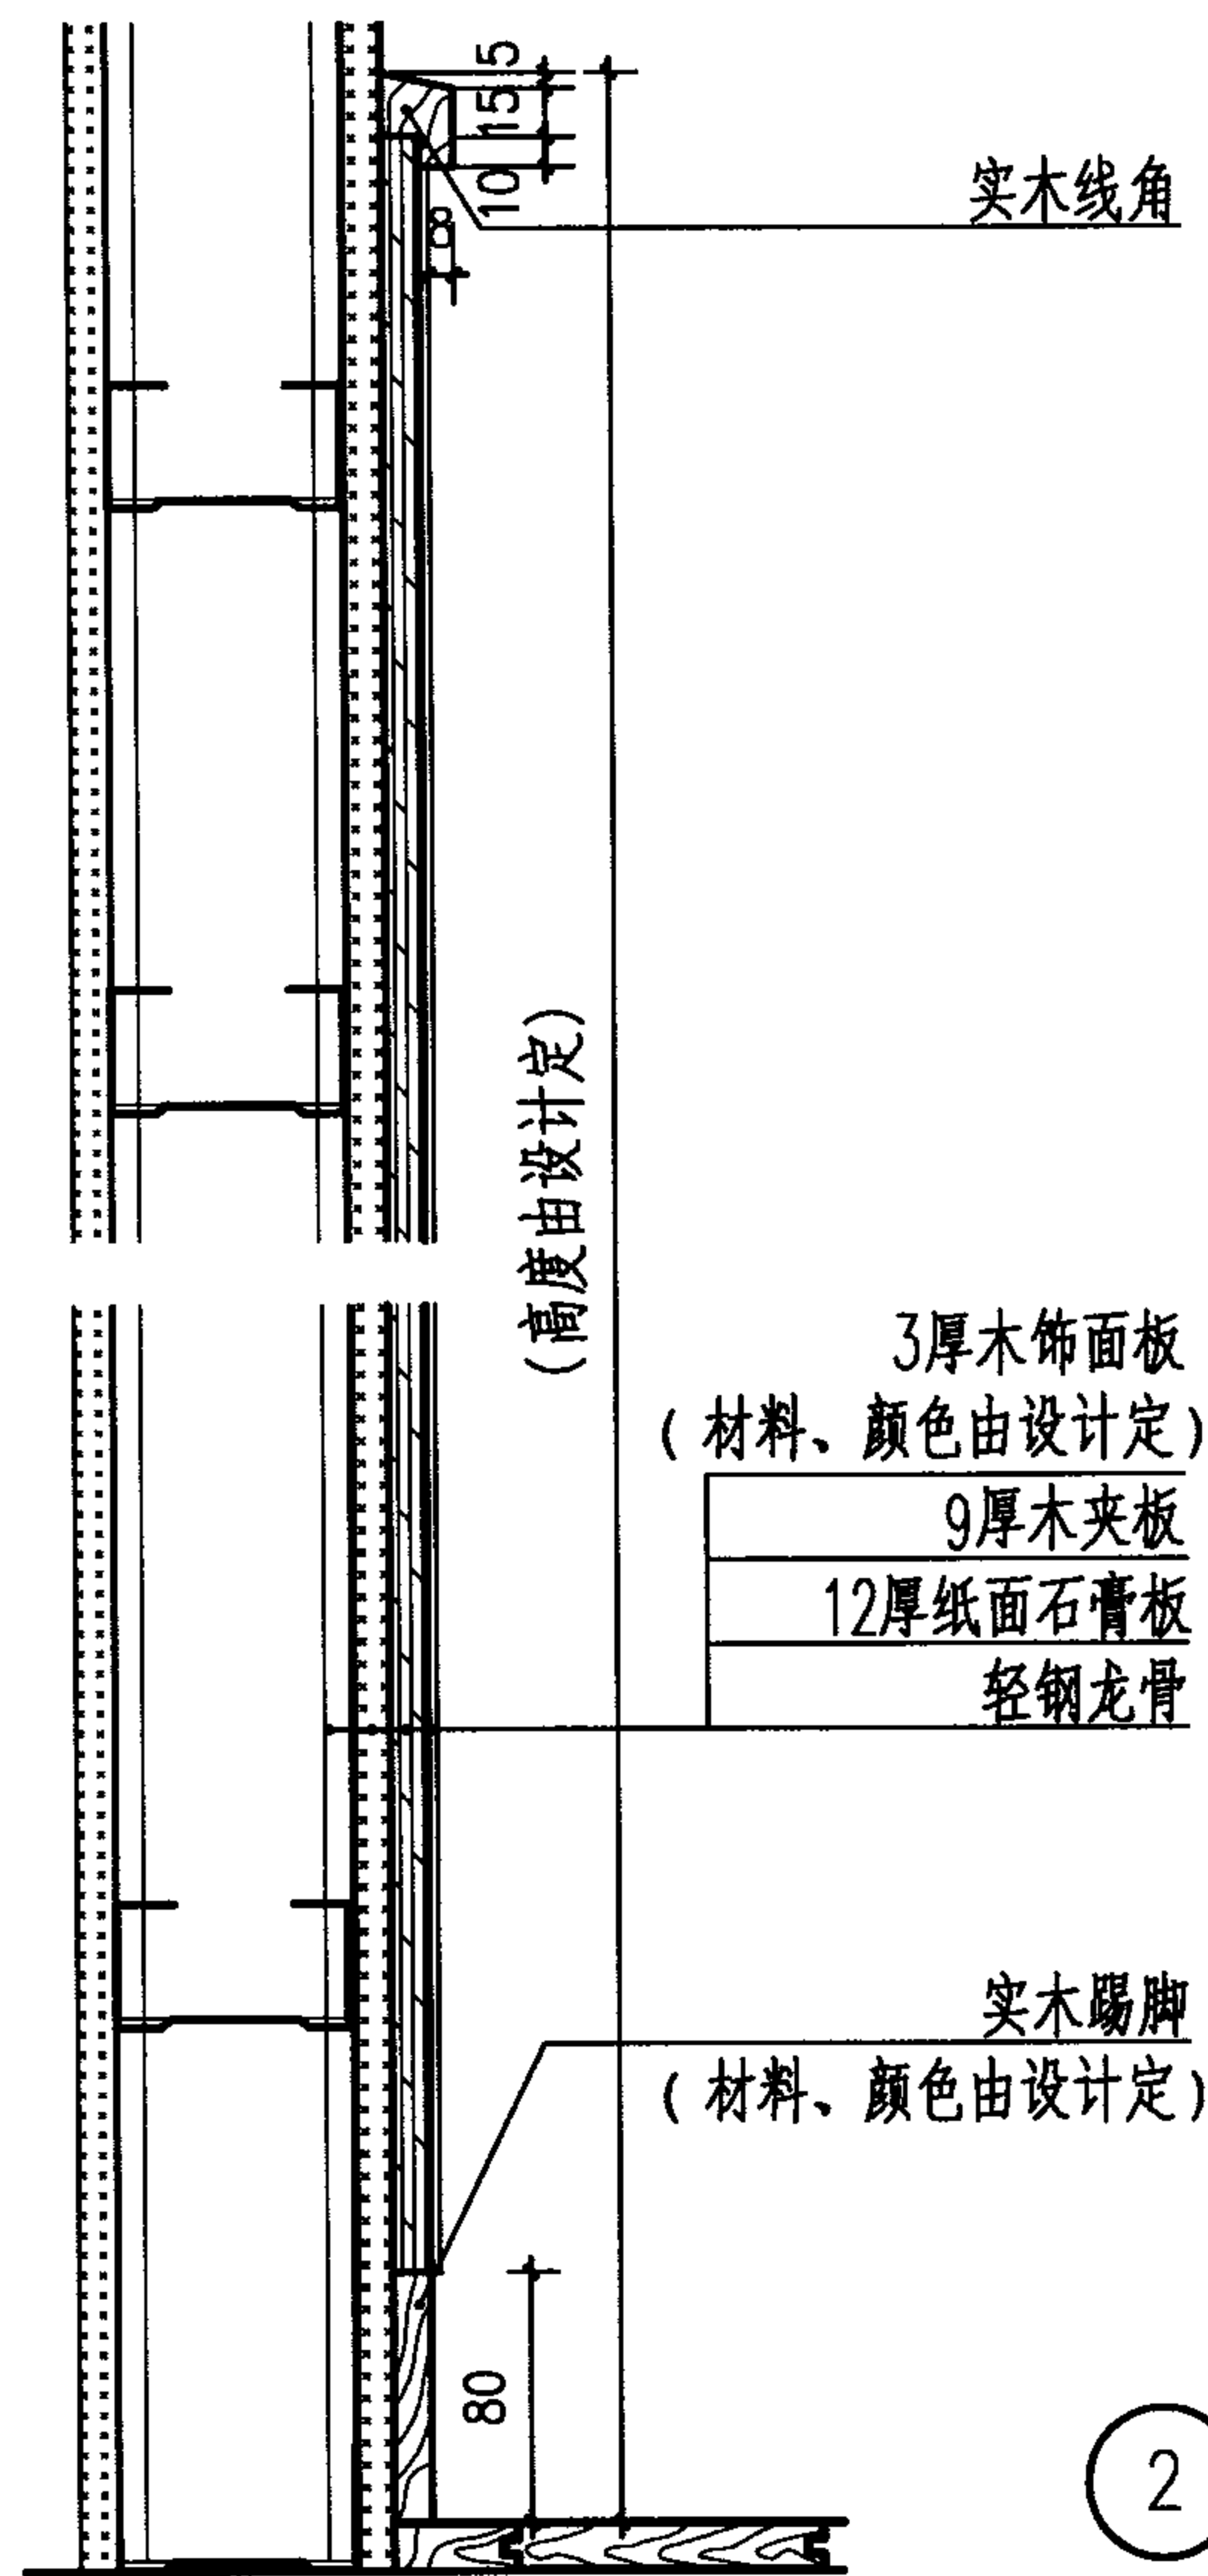 5
15
10
8
实木线角
(高度由设计定)
3厚木饰面板
(材料、颜色由设计定)
9厚木夹板
12厚纸面石膏板
轻钢龙骨
实木踢脚
(材料、颜色由设计定)
80
2